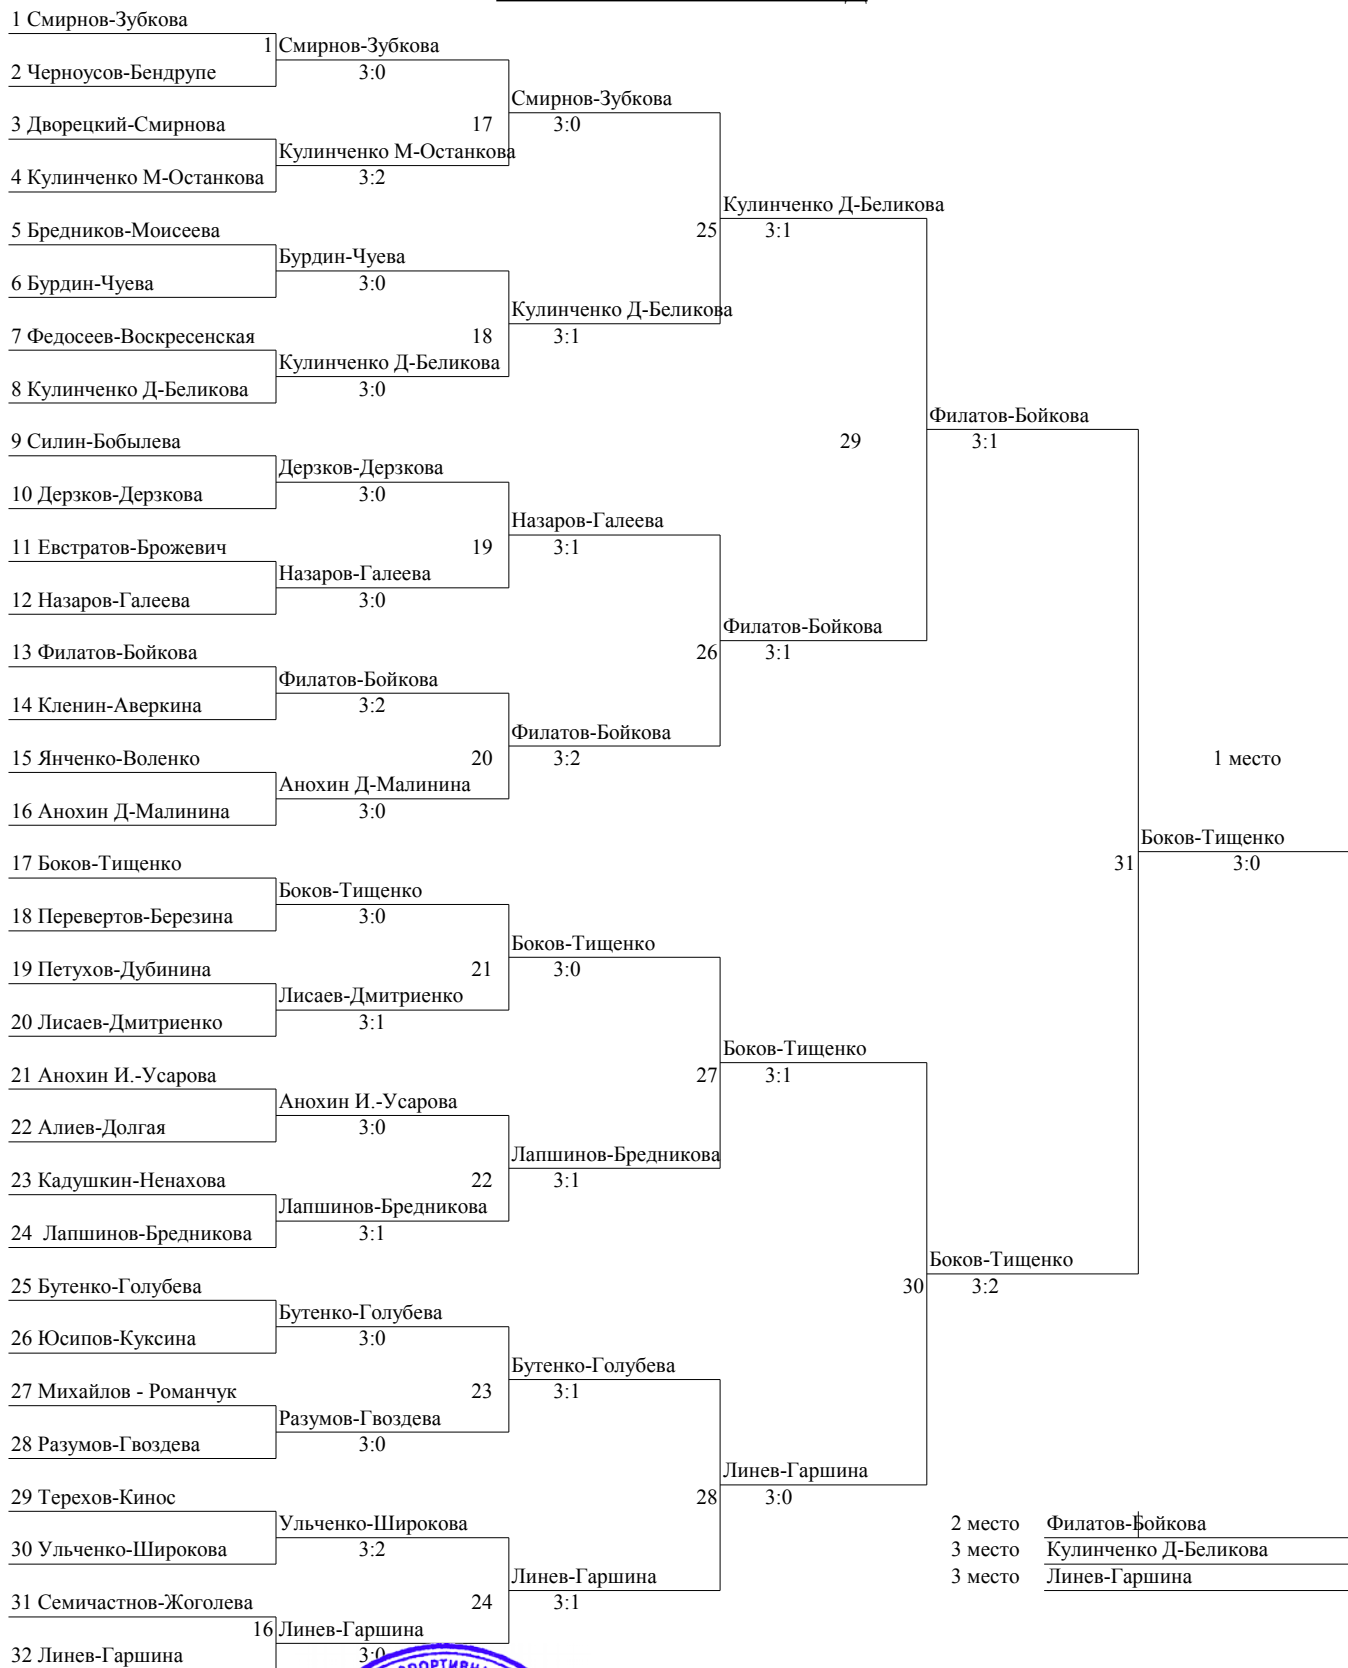 1 Смирнов-Зубкова
1 Смирнов-Зубкова
2 Черноусов-Бендрупе
3:0
Смирнов-Зубкова
3 Дворецкий-Смирнова
17
3:0
Кулинченко М-Останкова
4 Кулинченко М-Останкова
3:2
Кулинченко Д-Беликова
5 Бредников-Моисеева
25
3:1
Бурдин-Чуева
6 Бурдин-Чуева
3:0
Кулинченко Д-Беликова
7 Федосеев-Воскресенская
18
3:1
Кулинченко Д-Беликова
8 Кулинченко Д-Беликова
3:0
Филатов-Бойкова
9 Силин-Бобылева
29
3:1
Дерзков-Дерзкова
10 Дерзков-Дерзкова
3:0
Назаров-Галеева
11 Евстратов-Брожевич
19
3:1
Назаров-Галеева
12 Назаров-Галеева
3:0
Филатов-Бойкова
13 Филатов-Бойкова
26
3:1
Филатов-Бойкова
14 Кленин-Аверкина
3:2
Филатов-Бойкова
15 Янченко-Воленко
20
3:2
1 место
Анохин Д-Малинина
16 Анохин Д-Малинина
3:0
Боков-Тищенко
17 Боков-Тищенко
31
3:0
Боков-Тищенко
18 Перевертов-Березина
3:0
Боков-Тищенко
19 Петухов-Дубинина
21
3:0
Лисаев-Дмитриенко
20 Лисаев-Дмитриенко
3:1
Боков-Тищенко
21 Анохин И.-Усарова
27
3:1
Анохин И.-Усарова
22 Алиев-Долгая
3:0
Лапшинов-Бредникова
23 Кадушкин-Ненахова
22
3:1
Лапшинов-Бредникова
24 Лапшинов-Бредникова
3:1
Боков-Тищенко
25 Бутенко-Голубева
30
3:2
Бутенко-Голубева
26 Юсипов-Куксина
3:0
Бутенко-Голубева
27 Михайлов - Романчук
23
3:1
Разумов-Гвоздева
28 Разумов-Гвоздева
3:0
Линев-Гаршина
29 Терехов-Кинос
28
3:0
Ульченко-Широкова
2 место Филатов-Бойкова
30 Ульченко-Широкова
3:2
3 место Кулинченко Д-Беликова
Линев-Гаршина
3 место Линев-Гаршина
31 Семичастнов-Жоголева
24
3:1
16 Линев-Гаршина
32 Линев-Гаршина
3:0